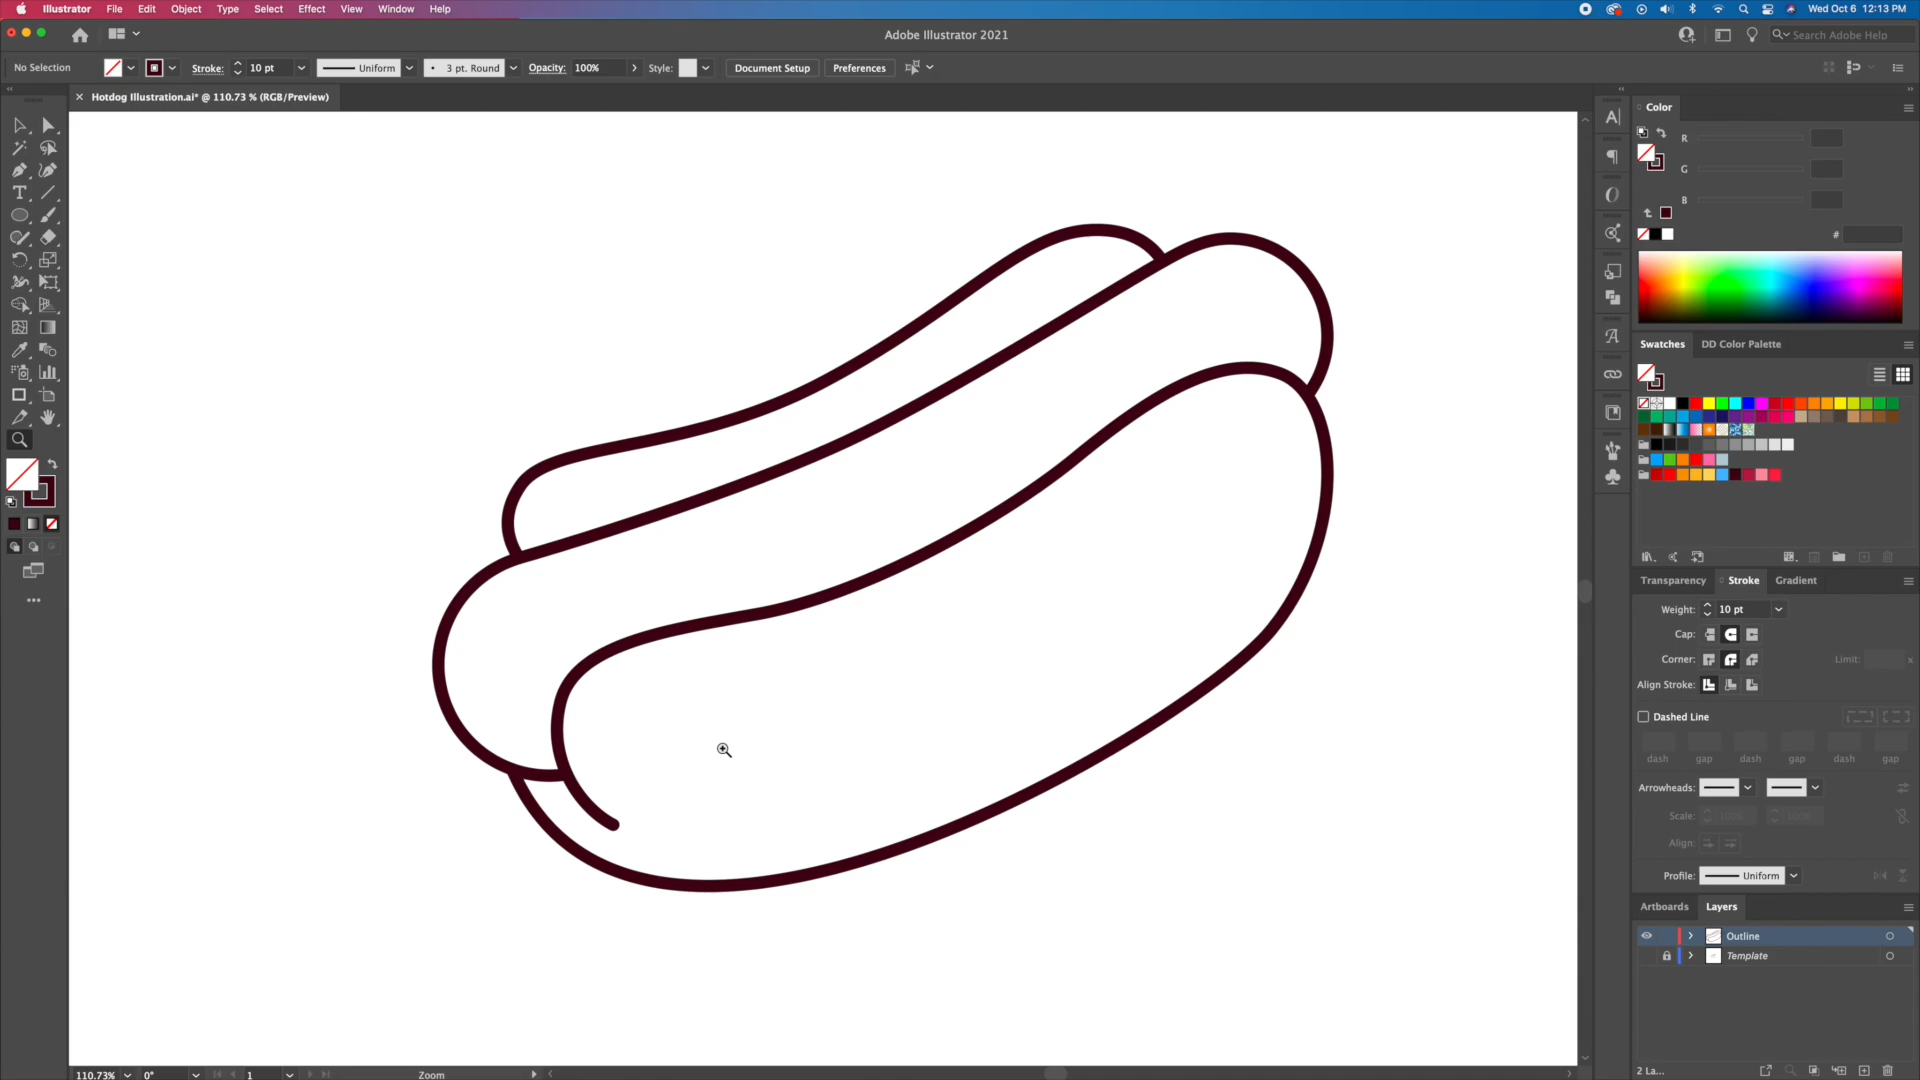 Illustrator File Edit Object Type Select Effect View Window Help Wed Oct 6 12:13 PM
Adobe Illustrator 2021 Search Adobe Help
No Selection Stroke: 10 pt Uniform 3 pt. Round Opacity: 100% Style: Document Setup Preferences
Hotdog Illustration.ai* @ 110.73 % (RGB/Preview)
Color
R
G
B
#
Swatches DD Color Palette
Transparency Stroke Gradient
Weight: 10 pt
Cap:
Corner: Limit: x
Align Stroke:
Dashed Line
dash gap dash gap dash gap
Arrowheads:
Scale: 100% 100%
Align:
Profile: Uniform
Artboards Layers
Outline
Template
2 La...
110.73% 0° 1 Zoom